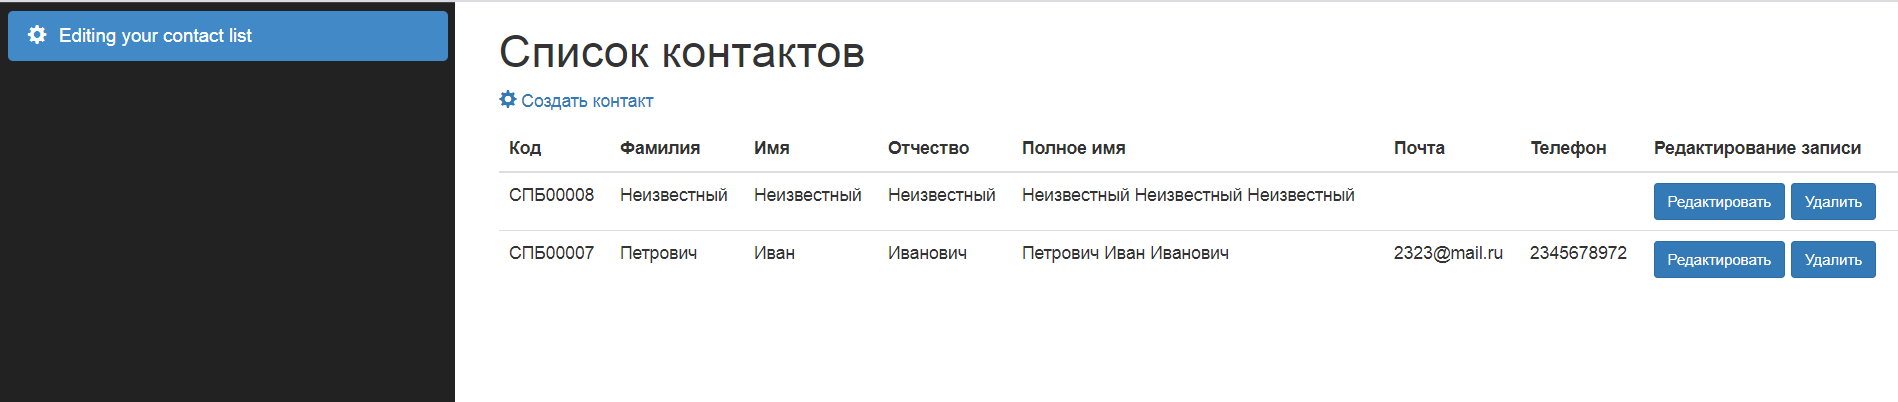 Editing your contact list
Список контактов
Создать контакт
Код Фамилия Имя Отчество Полное имя Почта Телефон Редактирование записи
СПБ00008 Неизвестный Неизвестный Неизвестный Неизвестный Неизвестный Неизвестный Редактировать Удалить
СПБ00007 Петрович Иван Иванович Петрович Иван Иванович 2323@mail.ru 2345678972 Редактировать Удалить